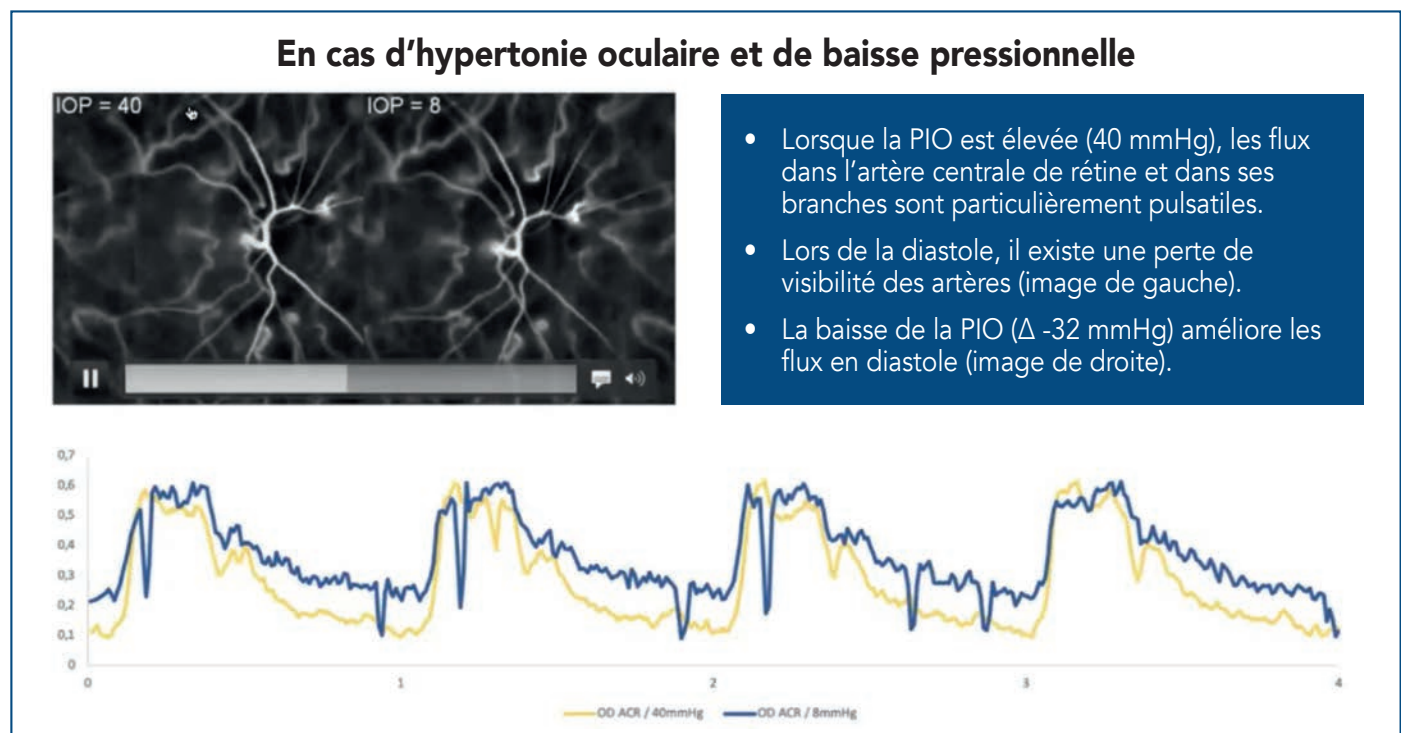 En cas d'hypertonie oculaire et de baisse pressionnelle
IOP = 40
IOP = 8
• Lorsque la PIO est élevée (40 mmHg), les flux
dans l'artère centrale de rétine et dans ses
branches sont particulièrement pulsatiles.
• Lors de la diastole, il existe une perte de
visibilité des artères (image de gauche).
• La baisse de la PIO (Δ -32 mmHg) améliore les
flux en diastole (image de droite).
0,7
0,6
0,5
0,4
0,3
0,2
0,1
0
0 1 2 3 4
OD ACR / 40mmHg OD ACR / 8mmHg